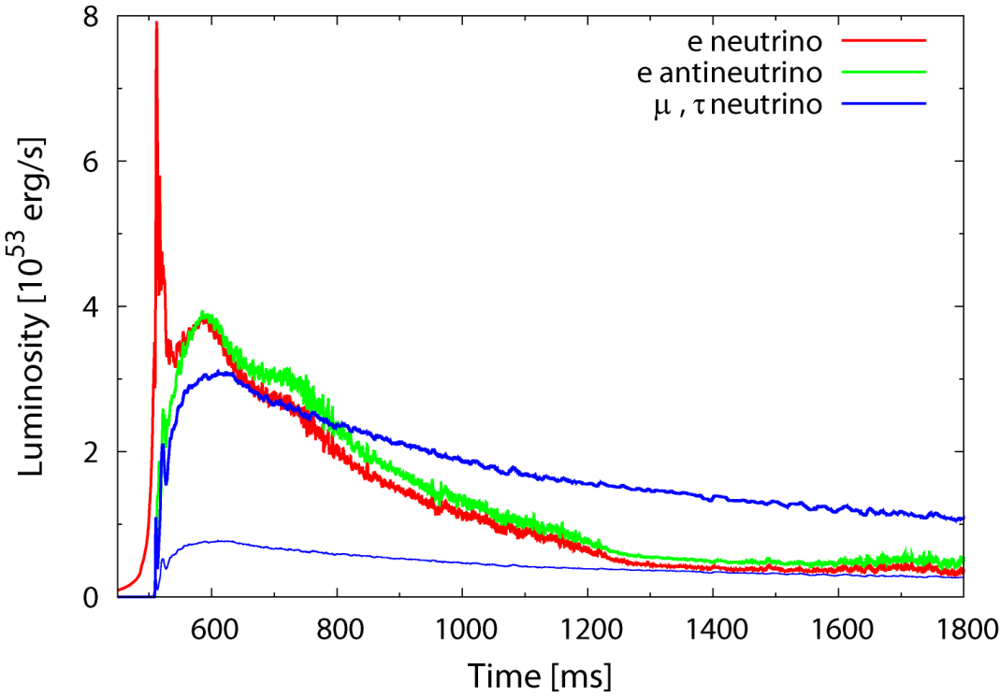 8
6
4
2
0
Luminosity [10^53 erg/s]
e neutrino
e antineutrino
μ , τ neutrino
600 800 1000 1200 1400 1600 1800
Time [ms]